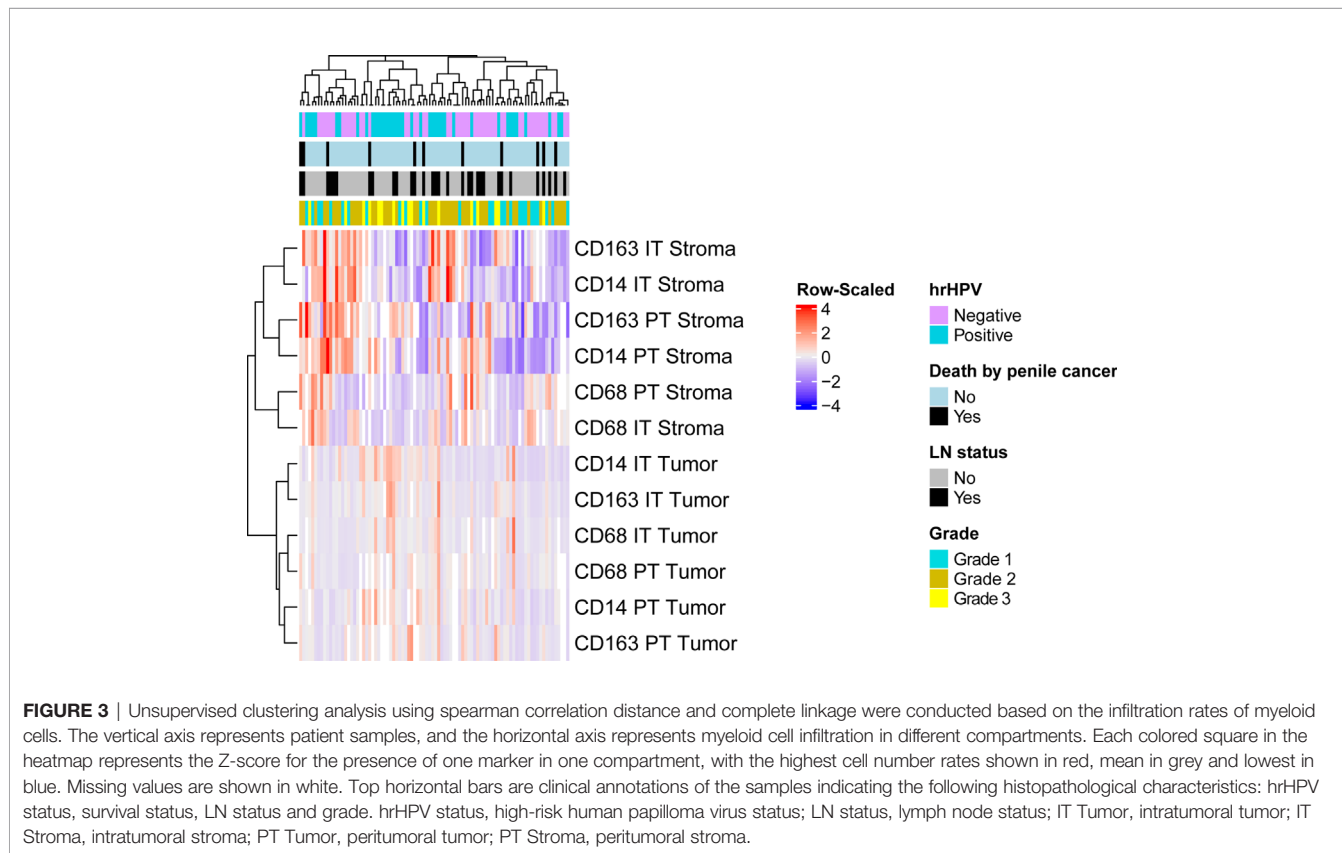 CD163 IT Stroma
CD14 IT Stroma
CD163 PT Stroma
CD14 PT Stroma
CD68 PT Stroma
CD68 IT Stroma
CD14 IT Tumor
CD163 IT Tumor
CD68 IT Tumor
CD68 PT Tumor
CD14 PT Tumor
CD163 PT Tumor
Row-Scaled
4
2
0
−2
−4
hrHPV
Negative
Positive
Death by penile cancer
No
Yes
LN status
No
Yes
Grade
Grade 1
Grade 2
Grade 3
FIGURE 3 | Unsupervised clustering analysis using spearman correlation distance and complete linkage were conducted based on the infiltration rates of myeloid
cells. The vertical axis represents patient samples, and the horizontal axis represents myeloid cell infiltration in different compartments. Each colored square in the
heatmap represents the Z-score for the presence of one marker in one compartment, with the highest cell number rates shown in red, mean in grey and lowest in
blue. Missing values are shown in white. Top horizontal bars are clinical annotations of the samples indicating the following histopathological characteristics: hrHPV
status, survival status, LN status and grade. hrHPV status, high-risk human papilloma virus status; LN status, lymph node status; IT Tumor, intratumoral tumor; IT
Stroma, intratumoral stroma; PT Tumor, peritumoral tumor; PT Stroma, peritumoral stroma.